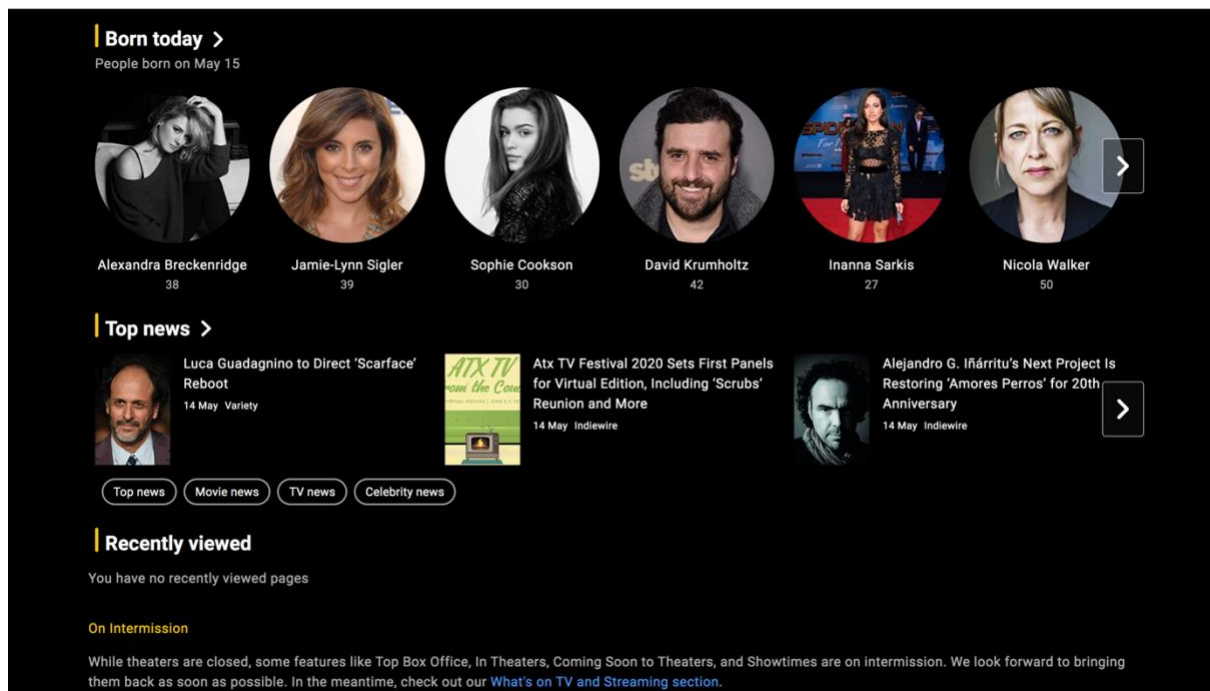 Born today
People born on May 15
Alexandra Breckenridge
38
Jamie-Lynn Sigler
39
Sophie Cookson
30
David Krumholtz
42
Inanna Sarkis
27
Nicola Walker
50
Top news
Luca Guadagnino to Direct ‘Scarface’
Reboot
14 May Variety
ATX TV
from the Couch
Atx TV Festival 2020 Sets First Panels
for Virtual Edition, Including ‘Scrubs’
Reunion and More
14 May Indiewire
Alejandro G. Iñárritu’s Next Project Is
Restoring ‘Amores Perros’ for 20th
Anniversary
14 May Indiewire
Top news
Movie news
TV news
Celebrity news
Recently viewed
You have no recently viewed pages
On Intermission
While theaters are closed, some features like Top Box Office, In Theaters, Coming Soon to Theaters, and Showtimes are on intermission. We look forward to bringing
them back as soon as possible. In the meantime, check out our What's on TV and Streaming section.